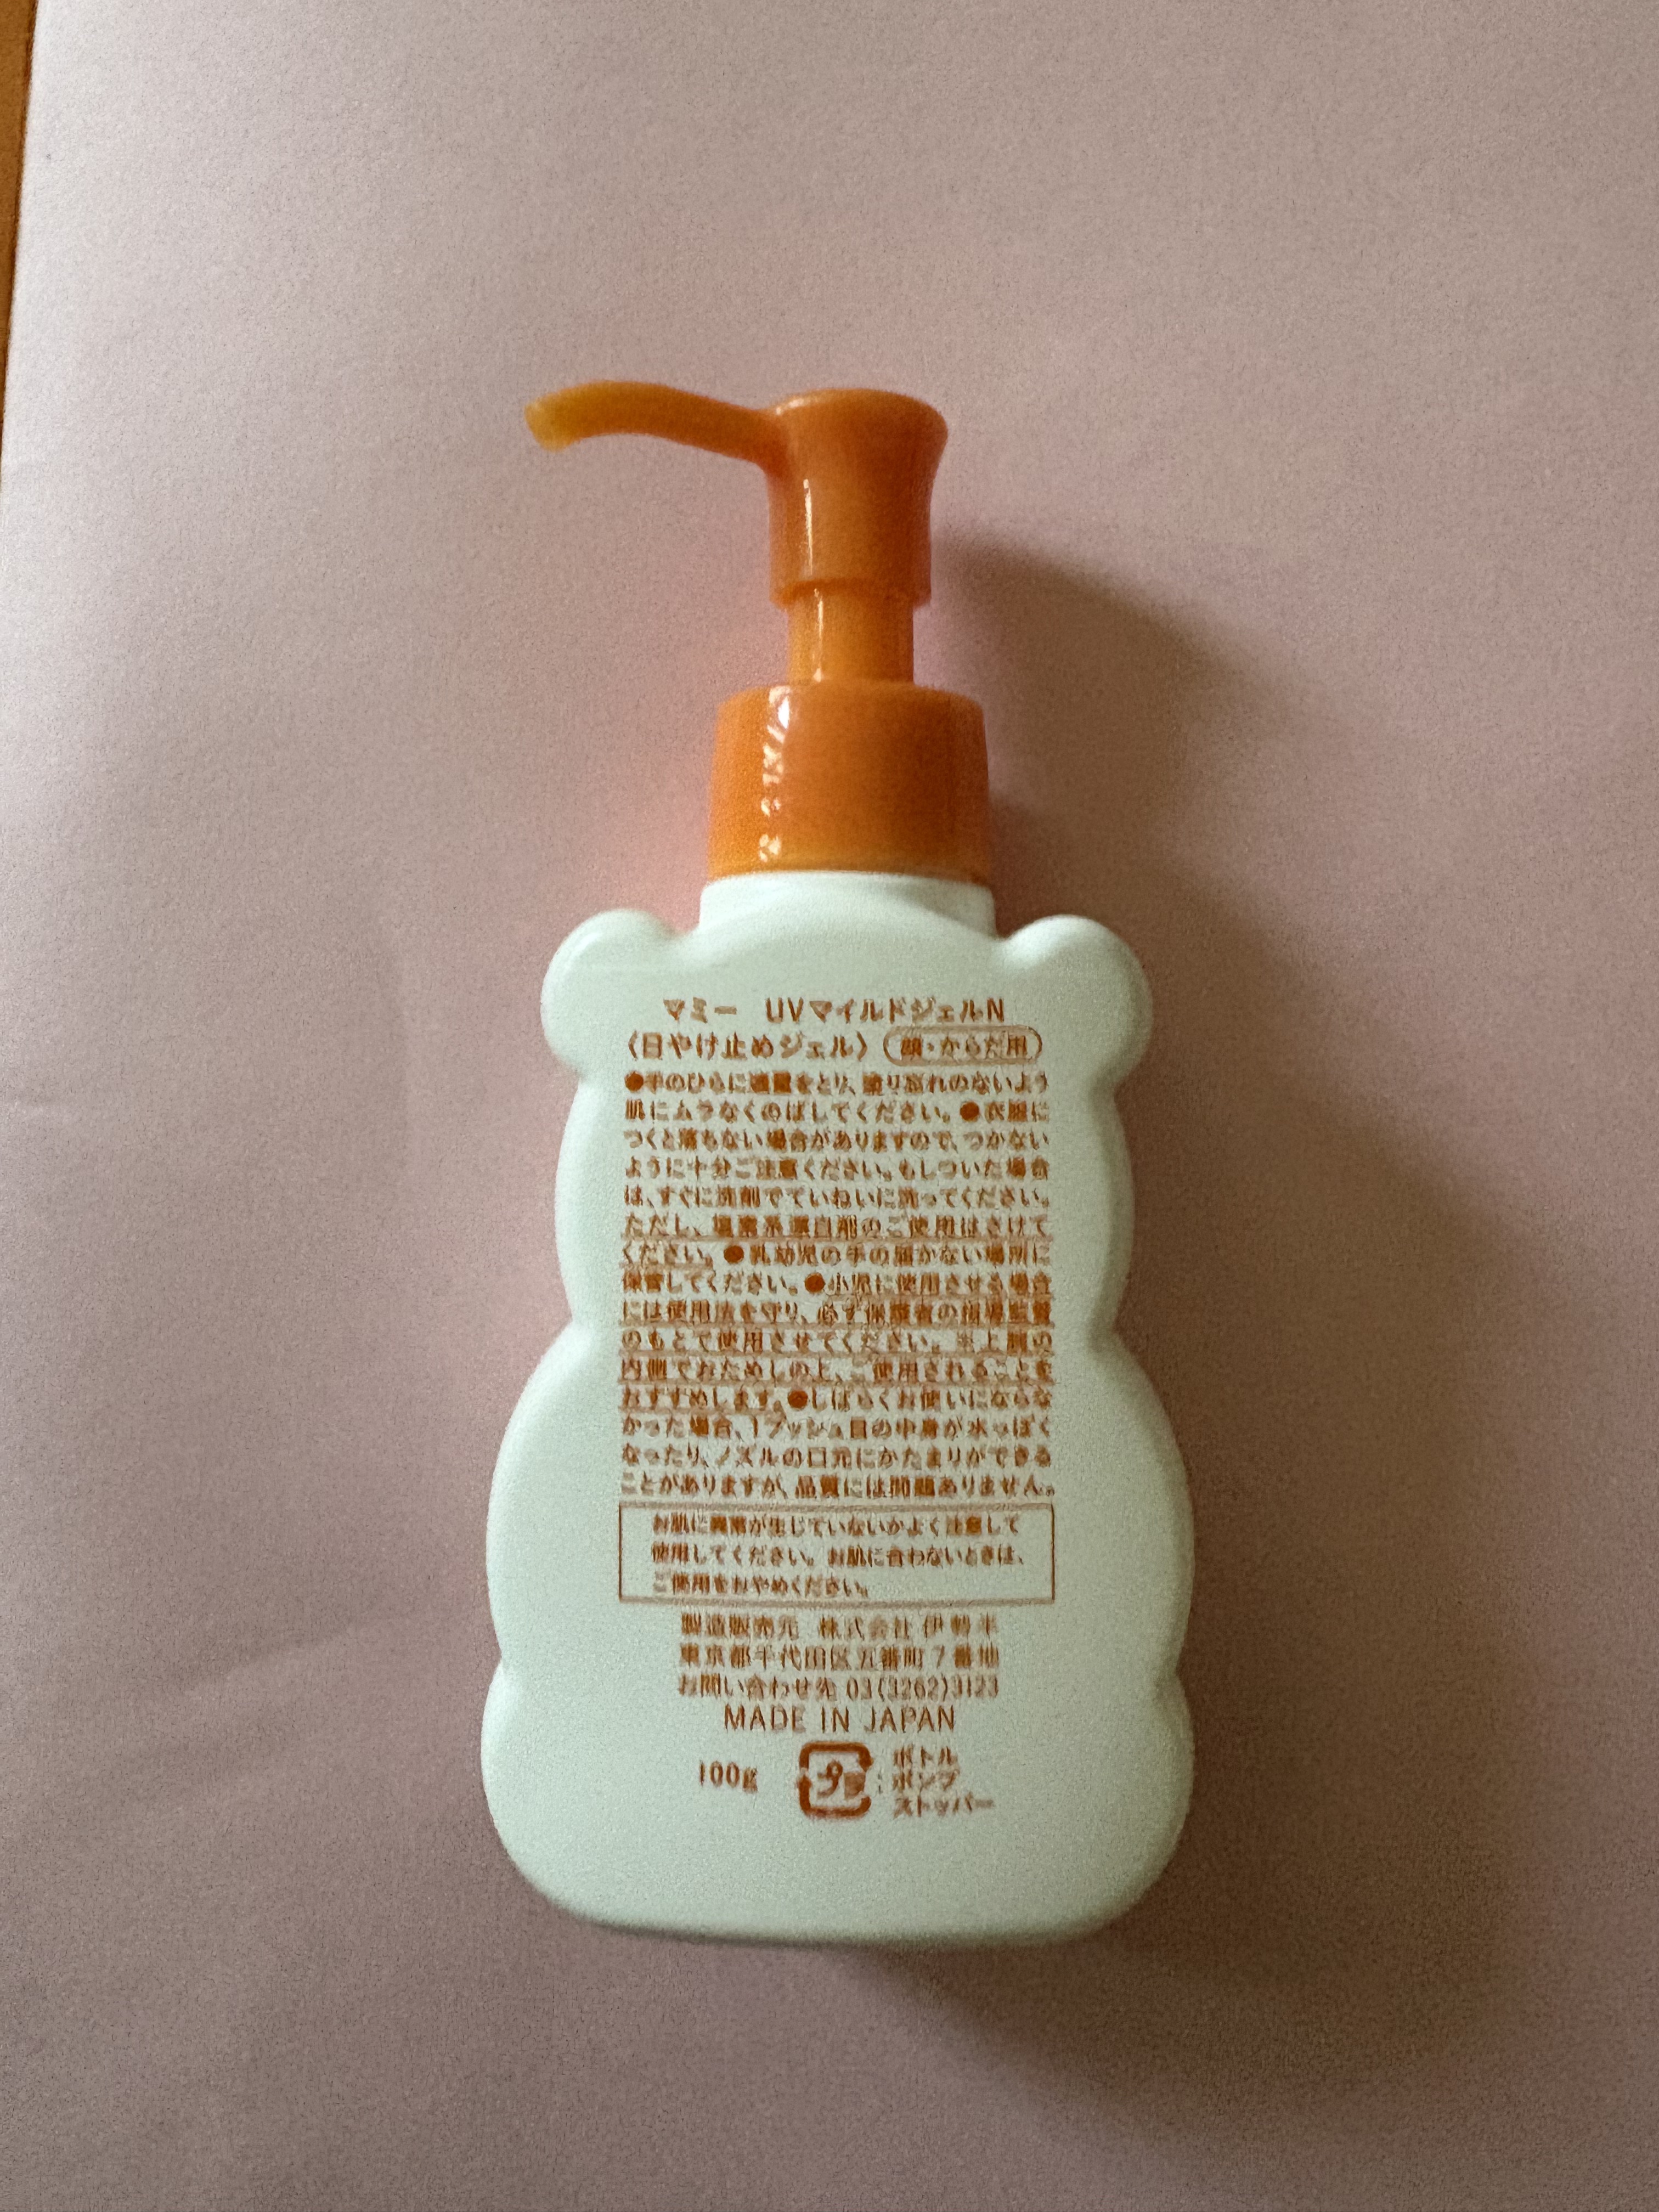 マミー UVマイルドジェルN
〈日やけ止めジェル〉 顔・からだ用
●手のひらに適量をとり、塗り忘れのないよう
肌にムラなくのばしてください。●衣服に
つくと落ちない場合がありますので、つかない
ように十分ご注意ください。もしついた場合
は、すぐに洗剤でていねいに洗ってください。
ただし、塩素系漂白剤のご使用はさけて
ください。●乳幼児の手の届かない場所に
保管してください。●小児に使用させる場合
には使用法を守り、必ず保護者の指導監督
のもとで使用させてください。※上腕の
内側でおためしの上、ご使用されることを
おすすめします。●しばらくお使いにならな
かった場合、1プッシュ目の中身が水っぽく
なったり、ノズルの口元にかたまりができる
ことがありますが、品質には問題ありません。
お肌に異常が生じていないかよく注意して
使用してください。お肌に合わないときは、
ご使用をおやめください。
製造販売元 株式会社 伊勢半
東京都千代田区五番町7番地
お問い合わせ先 03(3262)3123
MADE IN JAPAN
100g プラ : ボトル
ポンプ
ストッパー